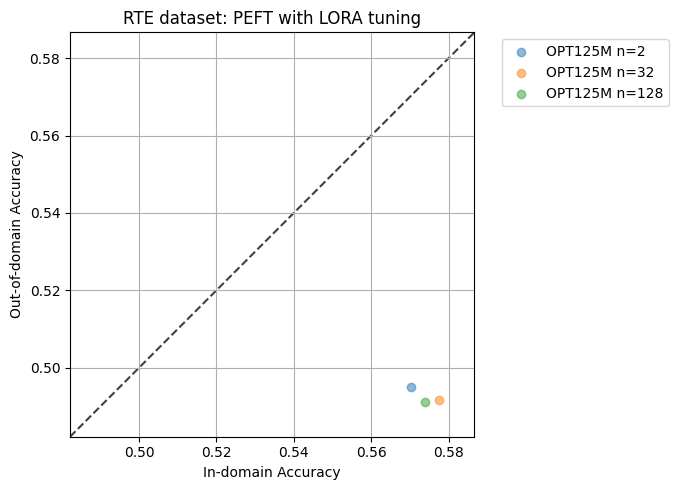 RTE dataset: PEFT with LORA tuning
OPT125M n=2
OPT125M n=32
OPT125M n=128
Out-of-domain Accuracy
0.58
0.56
0.54
0.52
0.50
0.50 0.52 0.54 0.56 0.58
In-domain Accuracy